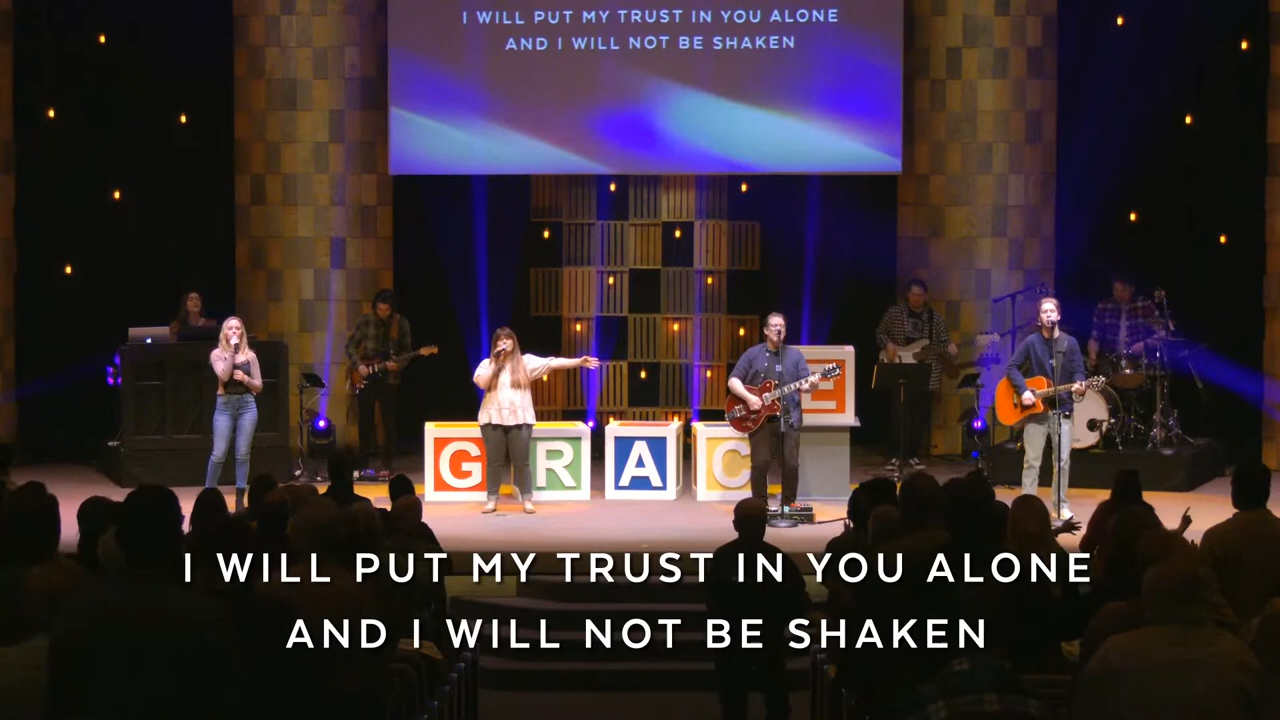 I WILL PUT MY TRUST IN YOU ALONE
AND I WILL NOT BE SHAKEN
GRACE
I WILL PUT MY TRUST IN YOU ALONE
AND I WILL NOT BE SHAKEN